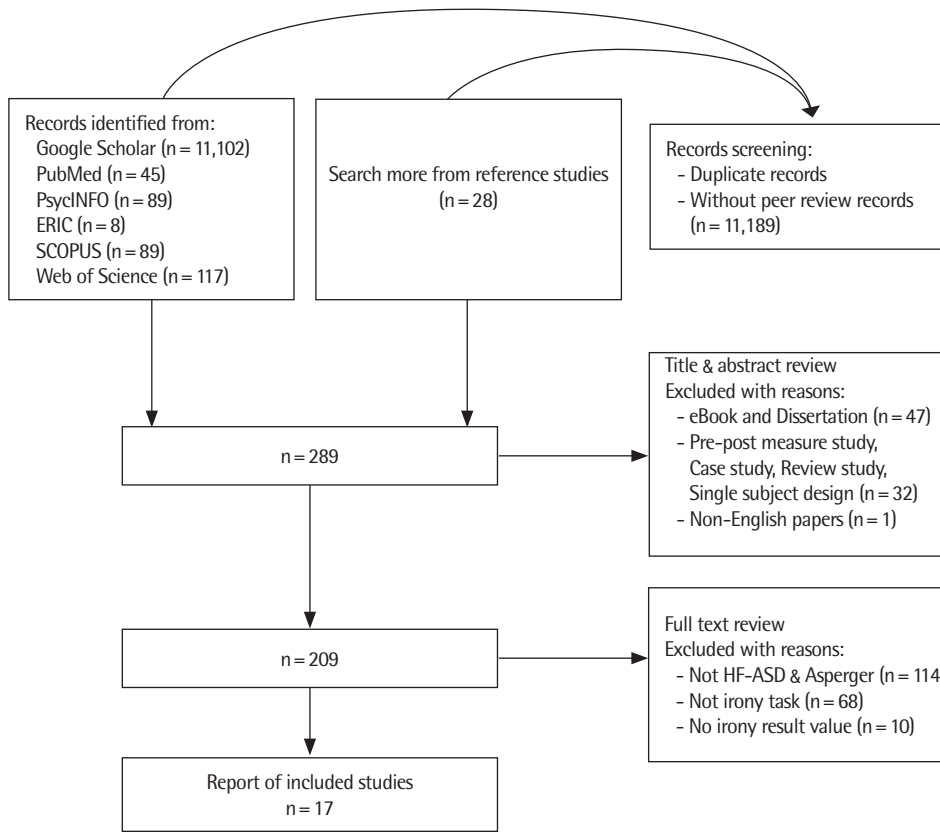 Records identified from:
Google Scholar (n = 11,102)
PubMed (n = 45)
PsycINFO (n = 89)
ERIC (n = 8)
SCOPUS (n = 89)
Web of Science (n = 117)
Search more from reference studies
(n = 28)
Records screening:
- Duplicate records
- Without peer review records
(n = 11,189)
n = 289
Title & abstract review
Excluded with reasons:
- eBook and Dissertation (n = 47)
- Pre-post measure study,
Case study, Review study,
Single subject design (n = 32)
- Non-English papers (n = 1)
n = 209
Full text review
Excluded with reasons:
- Not HF-ASD & Asperger (n = 114)
- Not irony task (n = 68)
- No irony result value (n = 10)
Report of included studies
n = 17